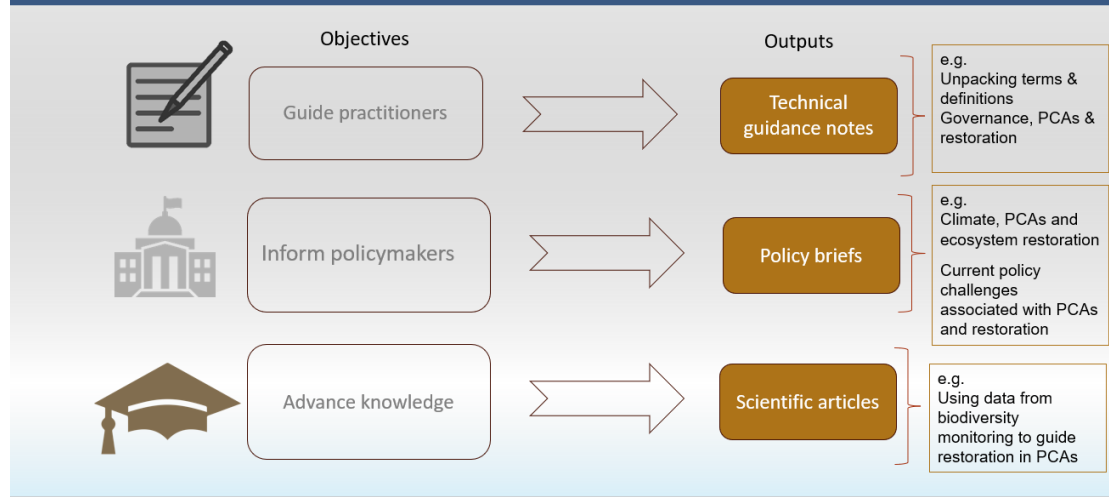 Objectives
Outputs
Guide practitioners
Technical
guidance notes
e.g.
Unpacking terms &
definitions
Governance, PCAs &
restoration
Inform policymakers
Policy briefs
e.g.
Climate, PCAs and
ecosystem restoration
Current policy
challenges
associated with PCAs
and restoration
Advance knowledge
Scientific articles
e.g.
Using data from
biodiversity
monitoring to guide
restoration in PCAs